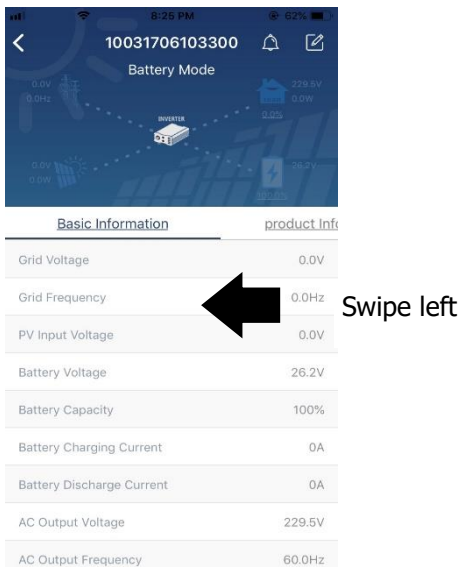 8:25 PM
62%
10031706103300
Battery Mode
0.0V
0.0Hz
229.5V
0.0W
0.0%
INVERTER
0.0V
0.0W
26.2V
100.0%
Basic Information
product Info
Grid Voltage 0.0V
Grid Frequency 0.0Hz
Swipe left
PV Input Voltage 0.0V
Battery Voltage 26.2V
Battery Capacity 100%
Battery Charging Current 0A
Battery Discharge Current 0A
AC Output Voltage 229.5V
AC Output Frequency 60.0Hz